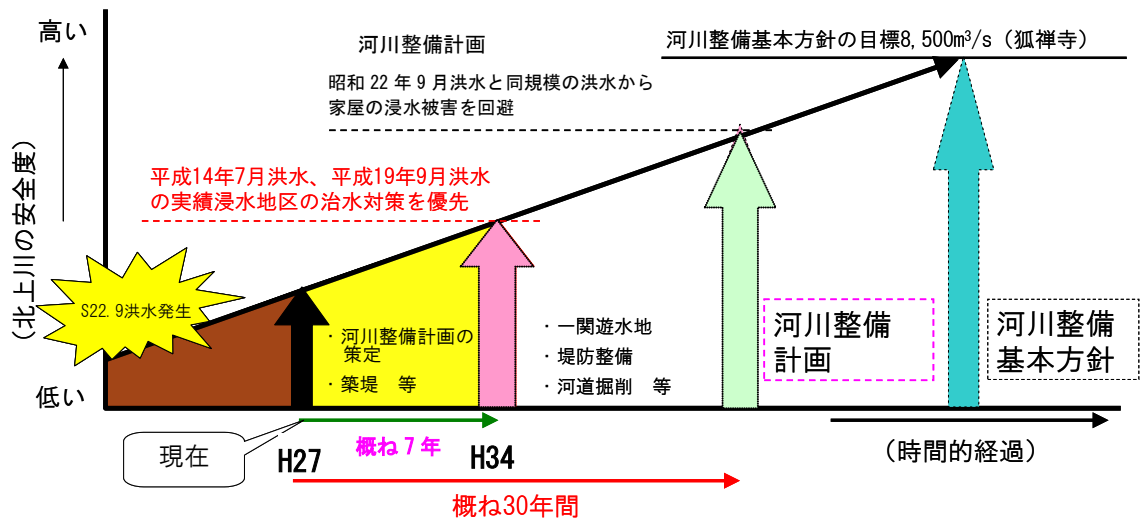 高い
河川整備計画
河川整備基本方針の目標8,500m³/s（狐禅寺）
昭和 22 年 9 月洪水と同規模の洪水から
家屋の浸水被害を回避
平成14年7月洪水、平成19年9月洪水
の実績浸水地区の治水対策を優先
（北上川の安全度）
S22.9洪水発生
・河川整備計画の
策定
・築堤　等
・一関遊水地
・堤防整備
・河道掘削　等
河川整備
計画
河川整備
基本方針
低い
現在
H27
概ね 7 年
H34
（時間的経過）
概ね30年間